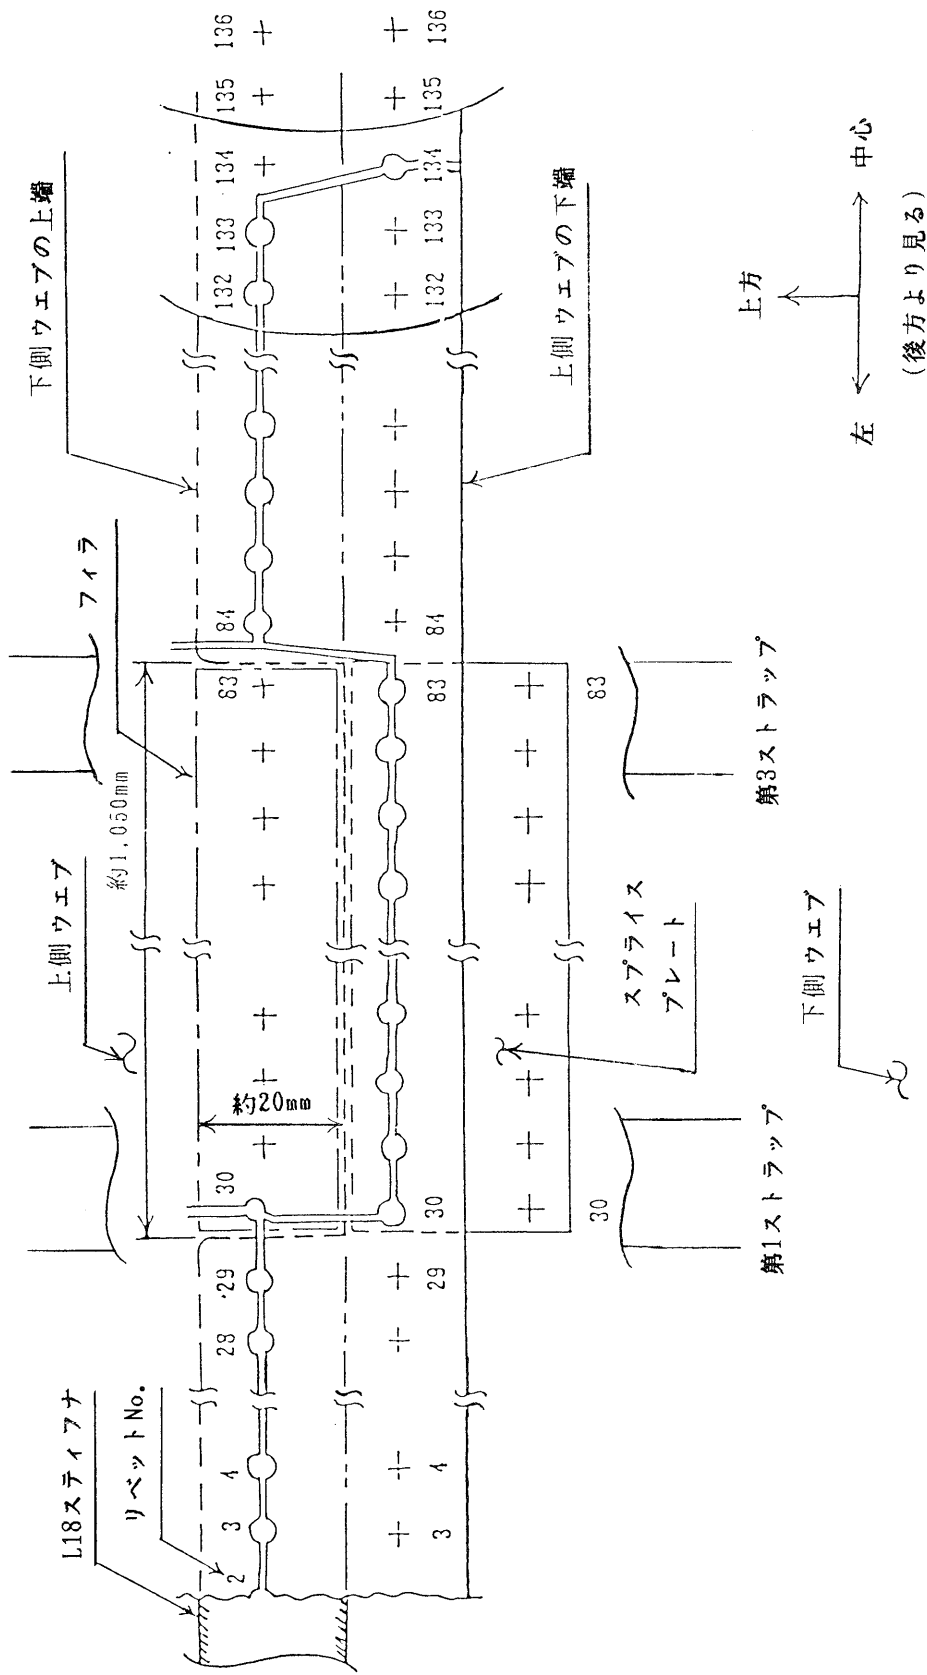 L18スティフナ
リベットNo.
上側ウエブ
フィラ
下側ウエブの上端
約1,050mm
2
3
4
28
29
30
83
84
132
133
134
135
136
約20mm
3
4
29
30
83
84
132
133
134
135
136
30
83
スプライス
プレート
上側ウエブの下端
第1ストラップ
第3ストラップ
下側ウエブ
上方
左
中心
(後方より見る)